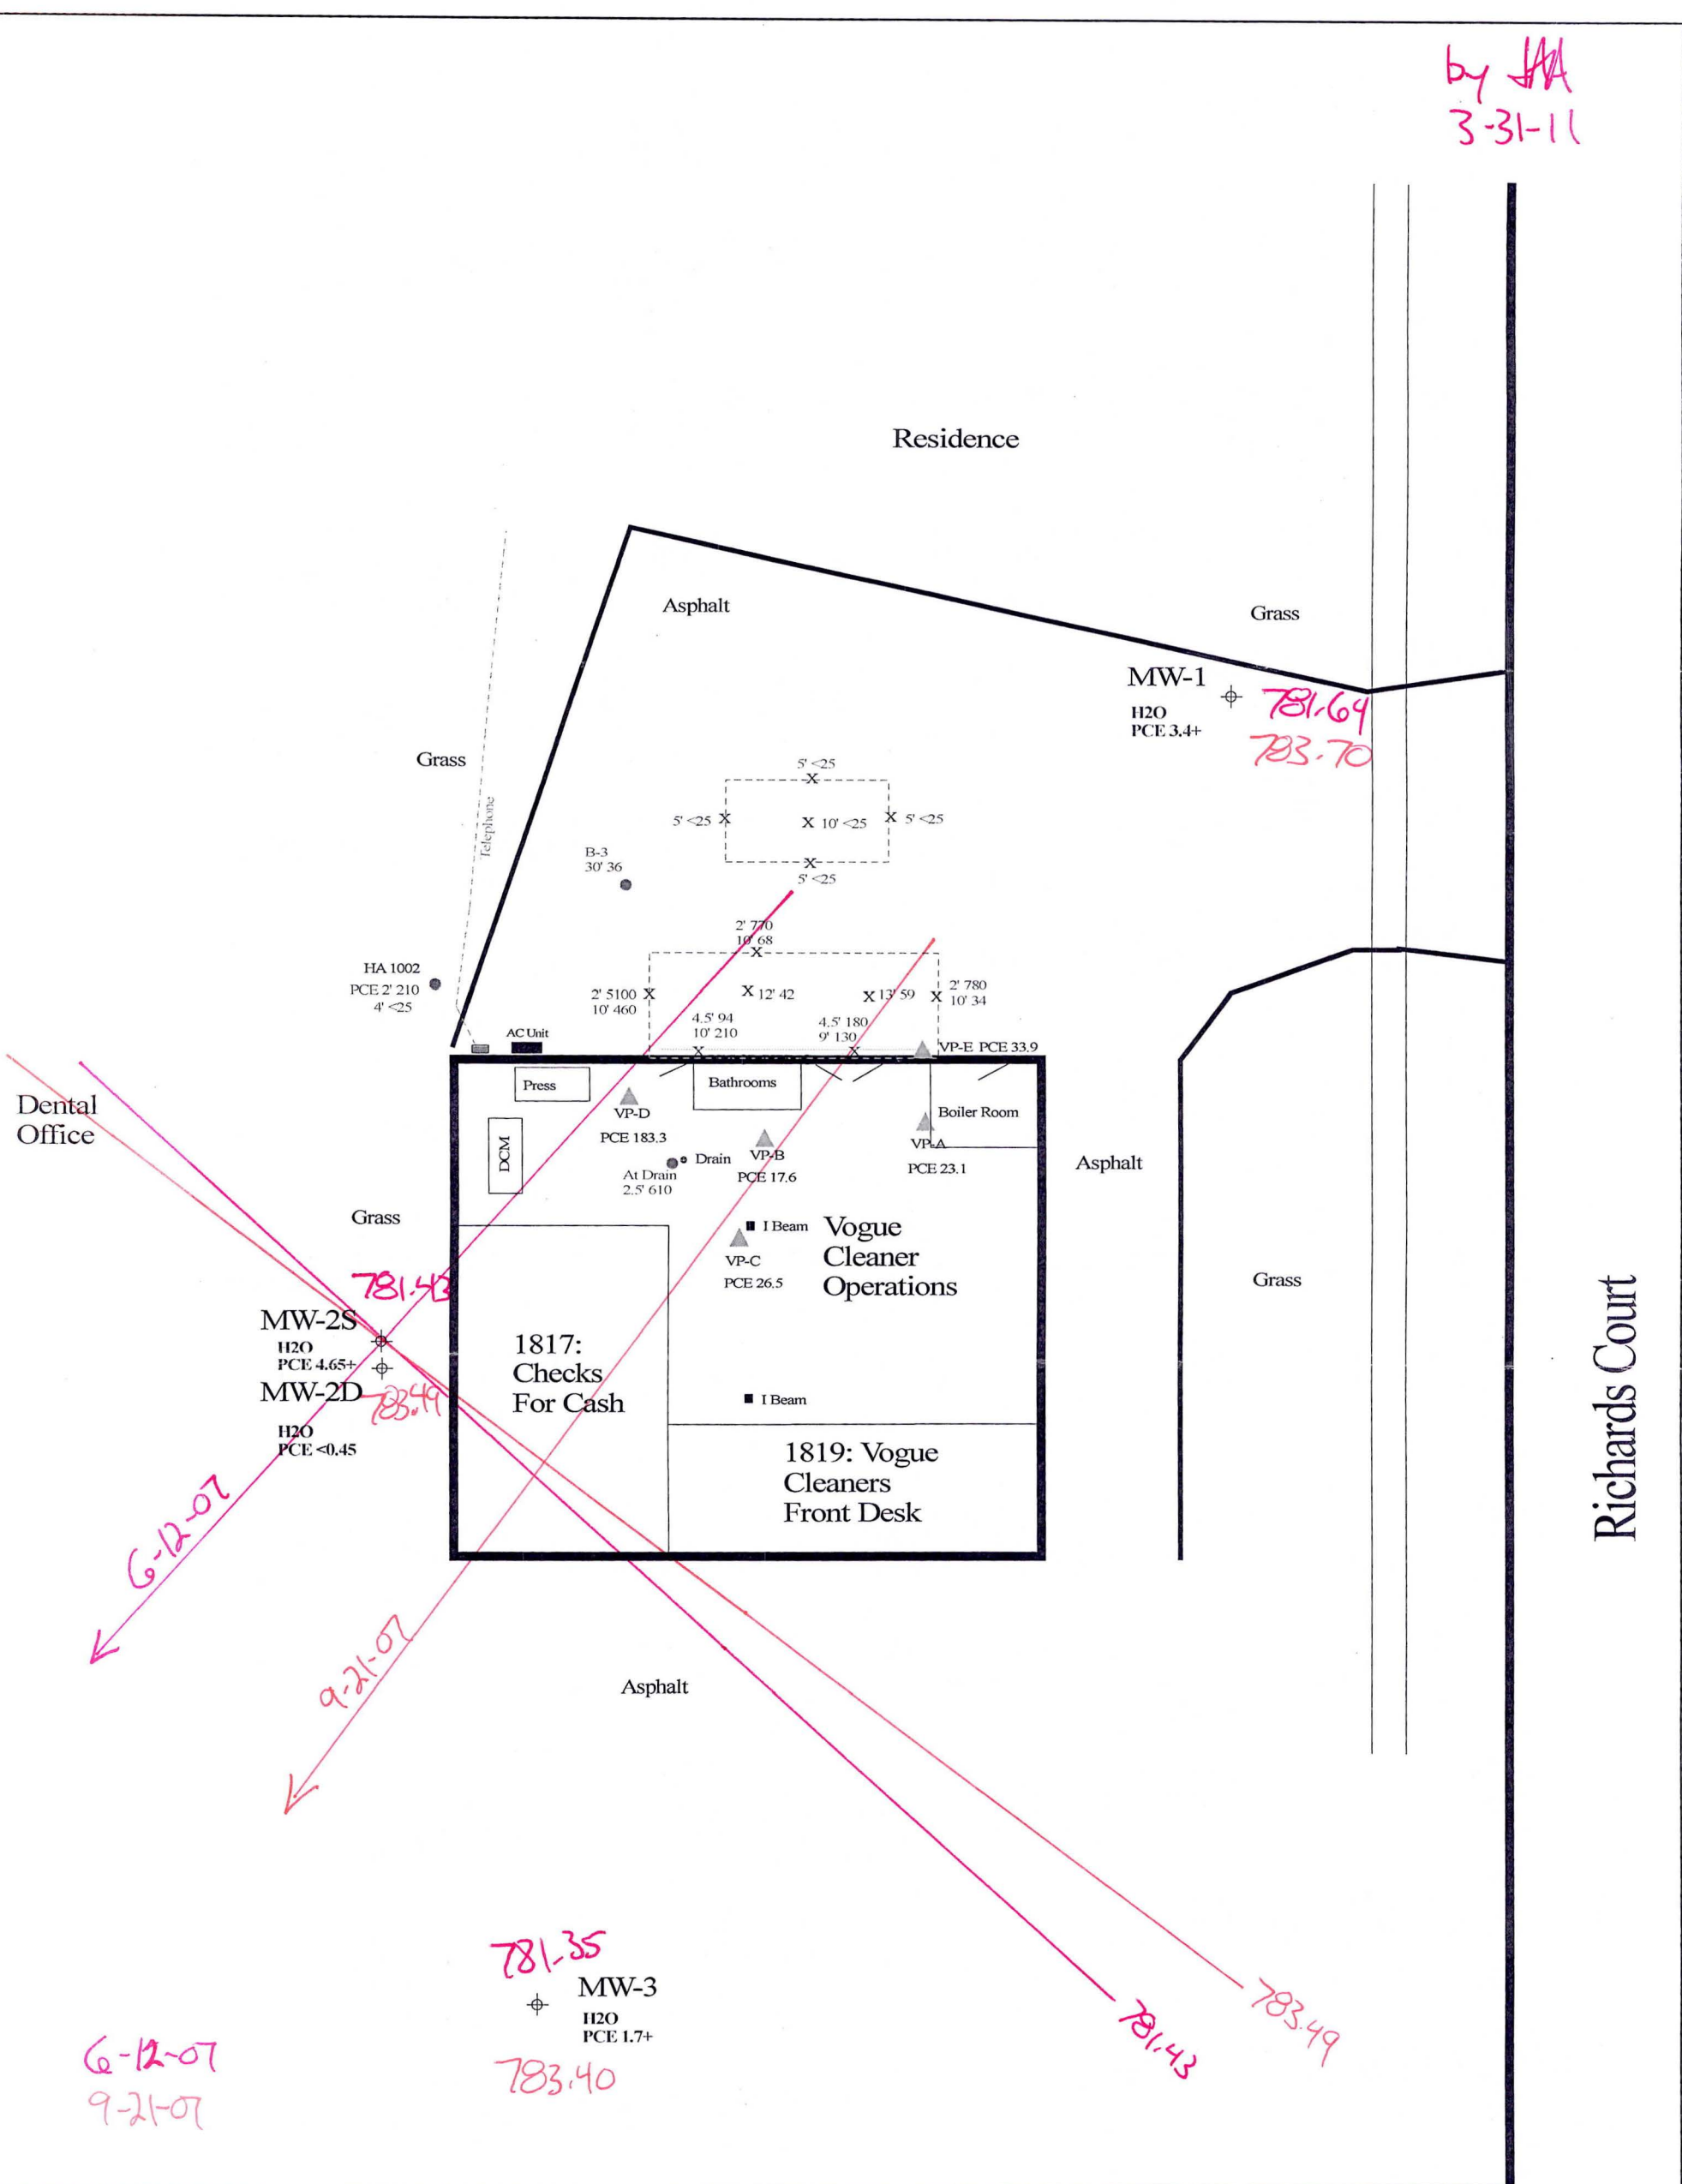 by
3-31-11
Residence
Asphalt
Grass
MW-1
H2O
PCE 3.4+
781.64
783.70
Grass
Telephone
5' <25
5' <25
10' <25
5' <25
5' <25
B-3
30' 36
2' 770
10' 68
HA 1002
PCE 2' 210
4' <25
2' 5100
10' 460
12' 42
13' 59
2' 780
10' 34
4.5' 94
10' 210
4.5' 180
9' 130
AC Unit
VP-E PCE 33.9
Press
Bathrooms
Boiler Room
Dental
Office
DCM
VP-D
PCE 183.3
Drain
At Drain
2.5' 610
VP-B
PCE 17.6
VP-A
PCE 23.1
Asphalt
Grass
I Beam
VP-C
PCE 26.5
Vogue
Cleaner
Operations
Grass
781.43
MW-2S
H2O
PCE 4.65+
MW-2D
783.49
H2O
PCE <0.45
1817:
Checks
For Cash
I Beam
1819: Vogue
Cleaners
Front Desk
Richards Court
6-12-07
9-21-07
Asphalt
781.35
MW-3
H2O
PCE 1.7+
783.40
781.43
783.49
6-12-07
9-21-07